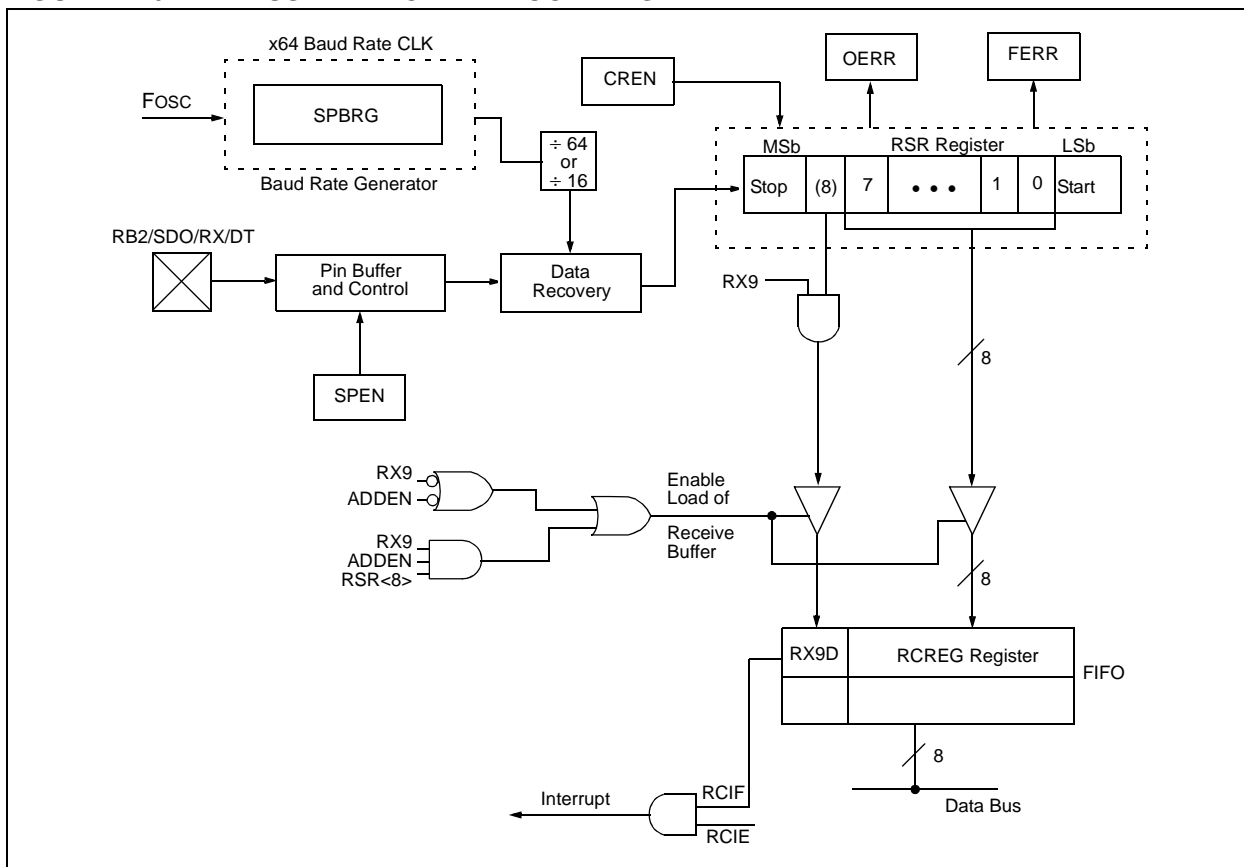 x64 Baud Rate CLK
FOSC
SPBRG
Baud Rate Generator
÷ 64
or
÷ 16
CREN
OERR
FERR
MSb
RSR Register
LSb
Stop
(8)
7
• • •
1
0
Start
RB2/SDO/RX/DT
Pin Buffer
and Control
Data
Recovery
SPEN
RX9
8
RX9
ADDEN
RX9
ADDEN
RSR<8>
Enable
Load of
Receive
Buffer
8
RX9D
RCREG Register
FIFO
8
Data Bus
Interrupt
RCIF
RCIE